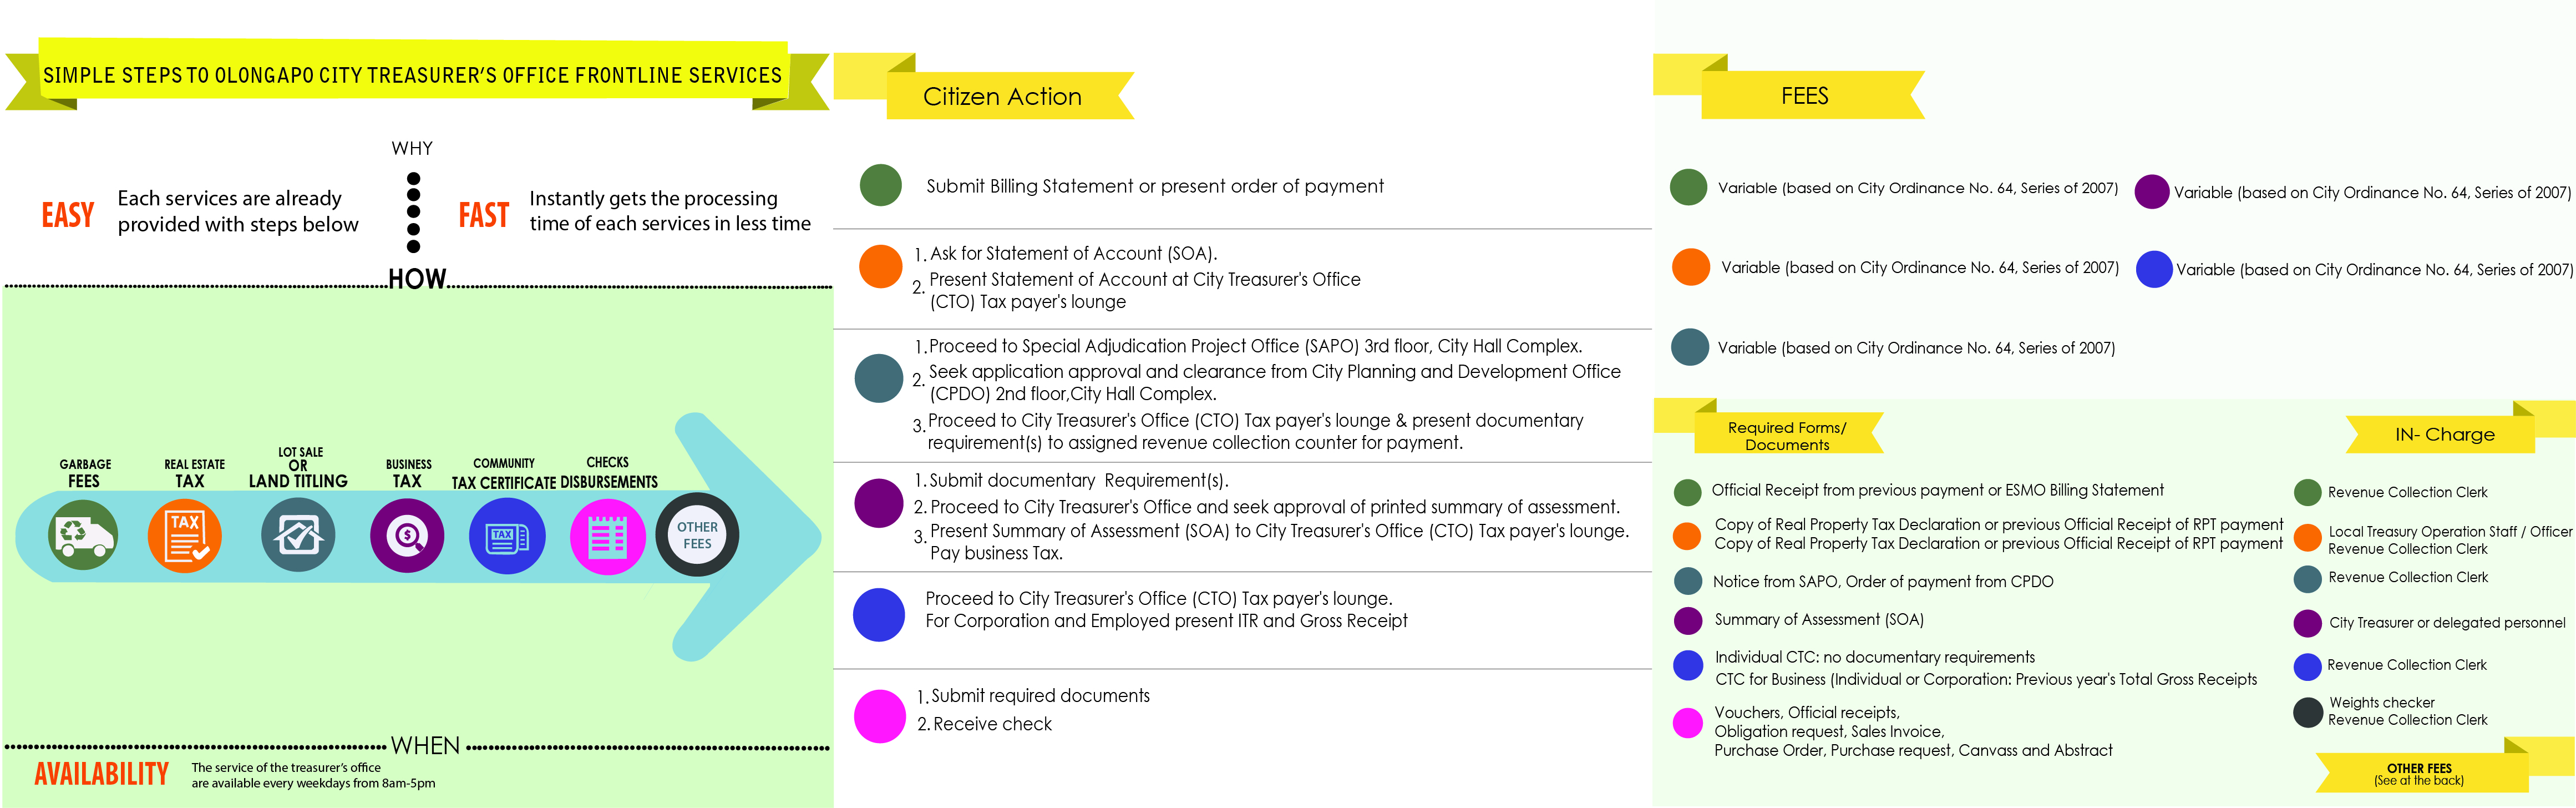 SIMPLE STEPS TO OLONGAPO CITY TREASURER'S OFFICE FRONTLINE SERVICES
WHY
EASY
Each services are already
provided with steps below
FAST
Instantly gets the processing
time of each services in less time
HOW
GARBAGE
FEES
REAL ESTATE
TAX
LOT SALE
OR
LAND TITLING
BUSINESS
TAX
COMMUNITY
TAX CERTIFICATE
CHECKS
DISBURSEMENTS
TAX
$
TAX
OTHER
FEES
WHEN
AVAILABILITY
The service of the treasurer's office
are available every weekdays from 8am-5pm
Citizen Action
Submit Billing Statement or present order of payment
1. Ask for Statement of Account (SOA).
2. Present Statement of Account at City Treasurer's Office
(CTO) Tax payer's lounge
1. Proceed to Special Adjudication Project Office (SAPO) 3rd floor, City Hall Complex.
2. Seek application approval and clearance from City Planning and Development Office
(CPDO) 2nd floor,City Hall Complex.
3. Proceed to City Treasurer's Office (CTO) Tax payer's lounge & present documentary
requirement(s) to assigned revenue collection counter for payment.
1. Submit documentary Requirement(s).
2. Proceed to City Treasurer's Office and seek approval of printed summary of assessment.
3. Present Summary of Assessment (SOA) to City Treasurer's Office (CTO) Tax payer's lounge.
Pay business Tax.
Proceed to City Treasurer's Office (CTO) Tax payer's lounge.
For Corporation and Employed present ITR and Gross Receipt
1. Submit required documents
2. Receive check
FEES
Variable (based on City Ordinance No. 64, Series of 2007)
Variable (based on City Ordinance No. 64, Series of 2007)
Variable (based on City Ordinance No. 64, Series of 2007)
Variable (based on City Ordinance No. 64, Series of 2007)
Variable (based on City Ordinance No. 64, Series of 2007)
Required Forms/
Documents
Official Receipt from previous payment or ESMO Billing Statement
Copy of Real Property Tax Declaration or previous Official Receipt of RPT payment
Copy of Real Property Tax Declaration or previous Official Receipt of RPT payment
Notice from SAPO, Order of payment from CPDO
Summary of Assessment (SOA)
Individual CTC: no documentary requirements
CTC for Business (Individual or Corporation: Previous year's Total Gross Receipts
Vouchers, Official receipts,
Obligation request, Sales Invoice,
Purchase Order, Purchase request, Canvass and Abstract
IN- Charge
Revenue Collection Clerk
Local Treasury Operation Staff / Officer
Revenue Collection Clerk
Revenue Collection Clerk
City Treasurer or delegated personnel
Revenue Collection Clerk
Weights checker
Revenue Collection Clerk
OTHER FEES
(See at the back)